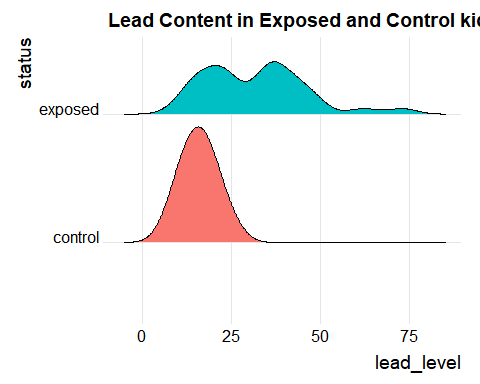 Lead Content in Exposed and Control kid
status
exposed
control
0 25 50 75
lead_level